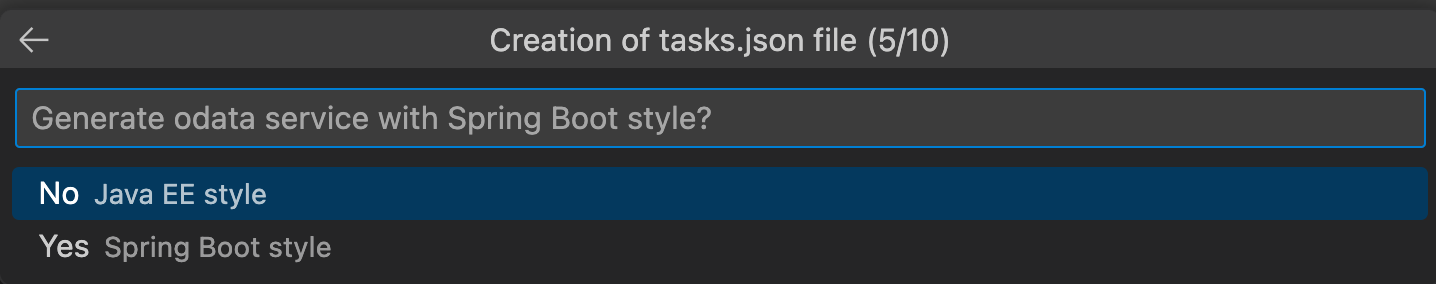 Creation of tasks.json file (5/10)
Generate odata service with Spring Boot style?
No Java EE style
Yes Spring Boot style